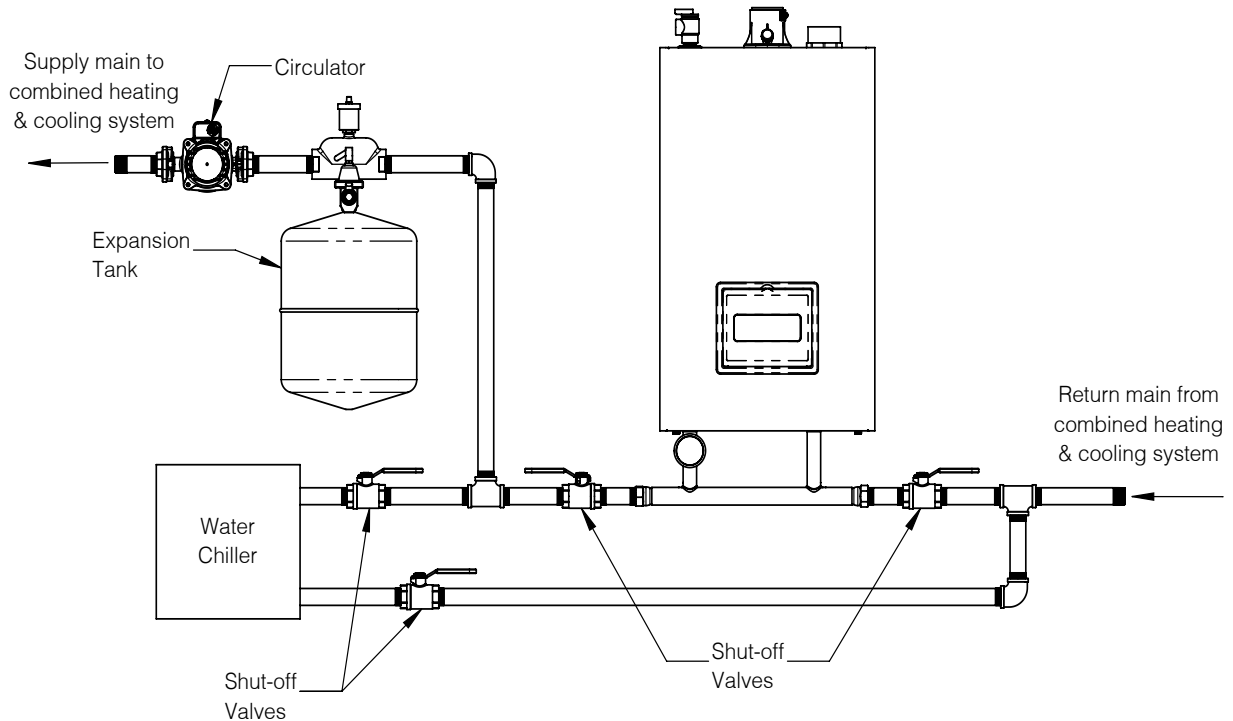 Supply main to
combined heating
& cooling system
Circulator
Expansion
Tank
Return main from
combined heating
& cooling system
Water
Chiller
Shut-off
Valves
Shut-off
Valves